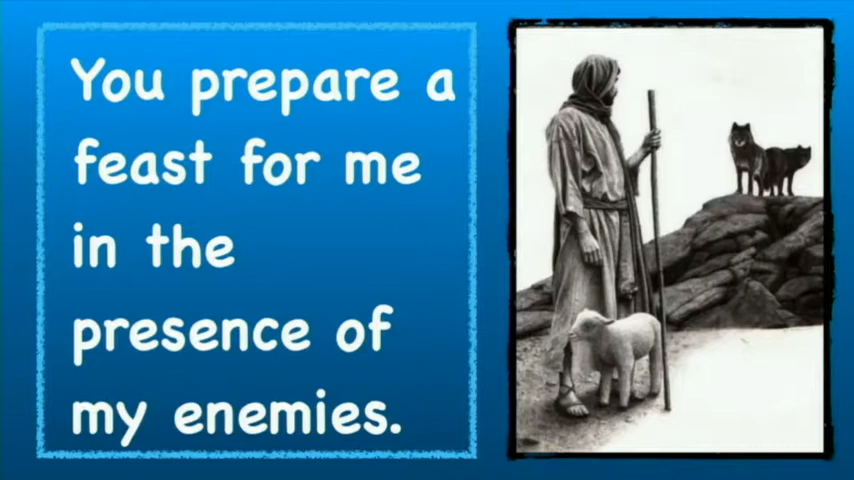 You prepare a
feast for me
in the
presence of
my enemies.